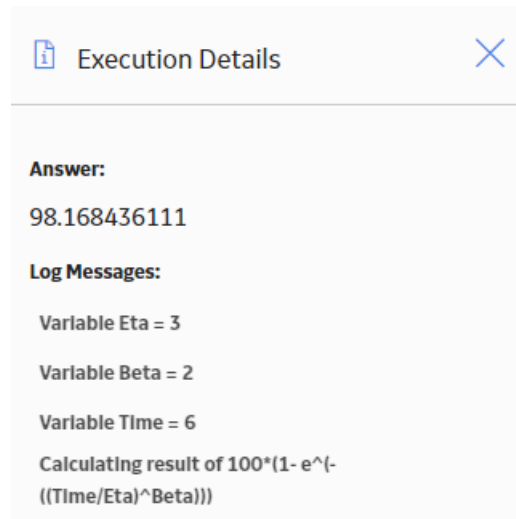 Execution Details
Answer:
98.168436111
Log Messages:
Variable Eta = 3
Variable Beta = 2
Variable Time = 6
Calculating result of 100*(1- e^(-
((Time/Eta)^Beta)))